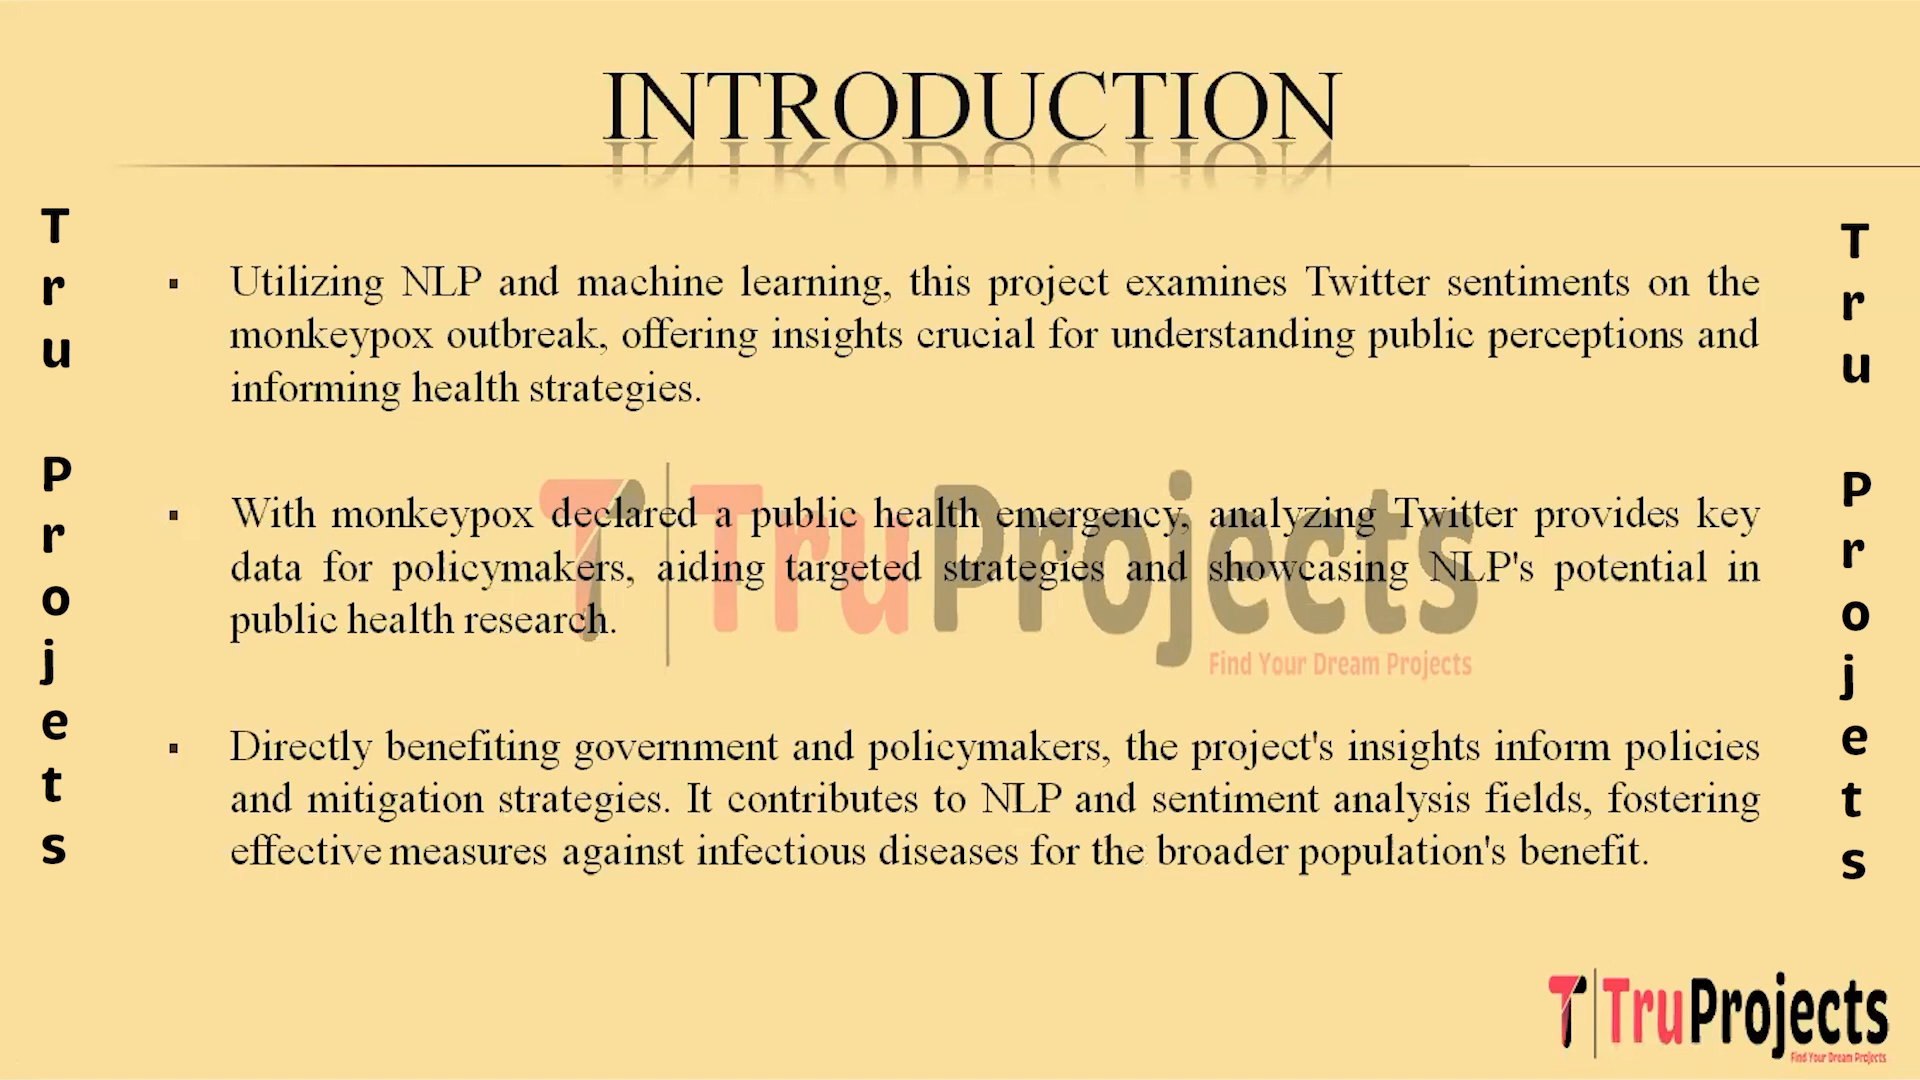 INTRODUCTION
Tru Projets
▪ Utilizing NLP and machine learning, this project examines Twitter sentiments on the
monkeypox outbreak, offering insights crucial for understanding public perceptions and
informing health strategies.
▪ With monkeypox declared a public health emergency, analyzing Twitter provides key
data for policymakers, aiding targeted strategies and showcasing NLP's potential in
public health research.
TruProjects
Find Your Dream Projects
▪ Directly benefiting government and policymakers, the project's insights inform policies
and mitigation strategies. It contributes to NLP and sentiment analysis fields, fostering
effective measures against infectious diseases for the broader population's benefit.
Tru Projets
TruProjects
Find Your Dream Projects